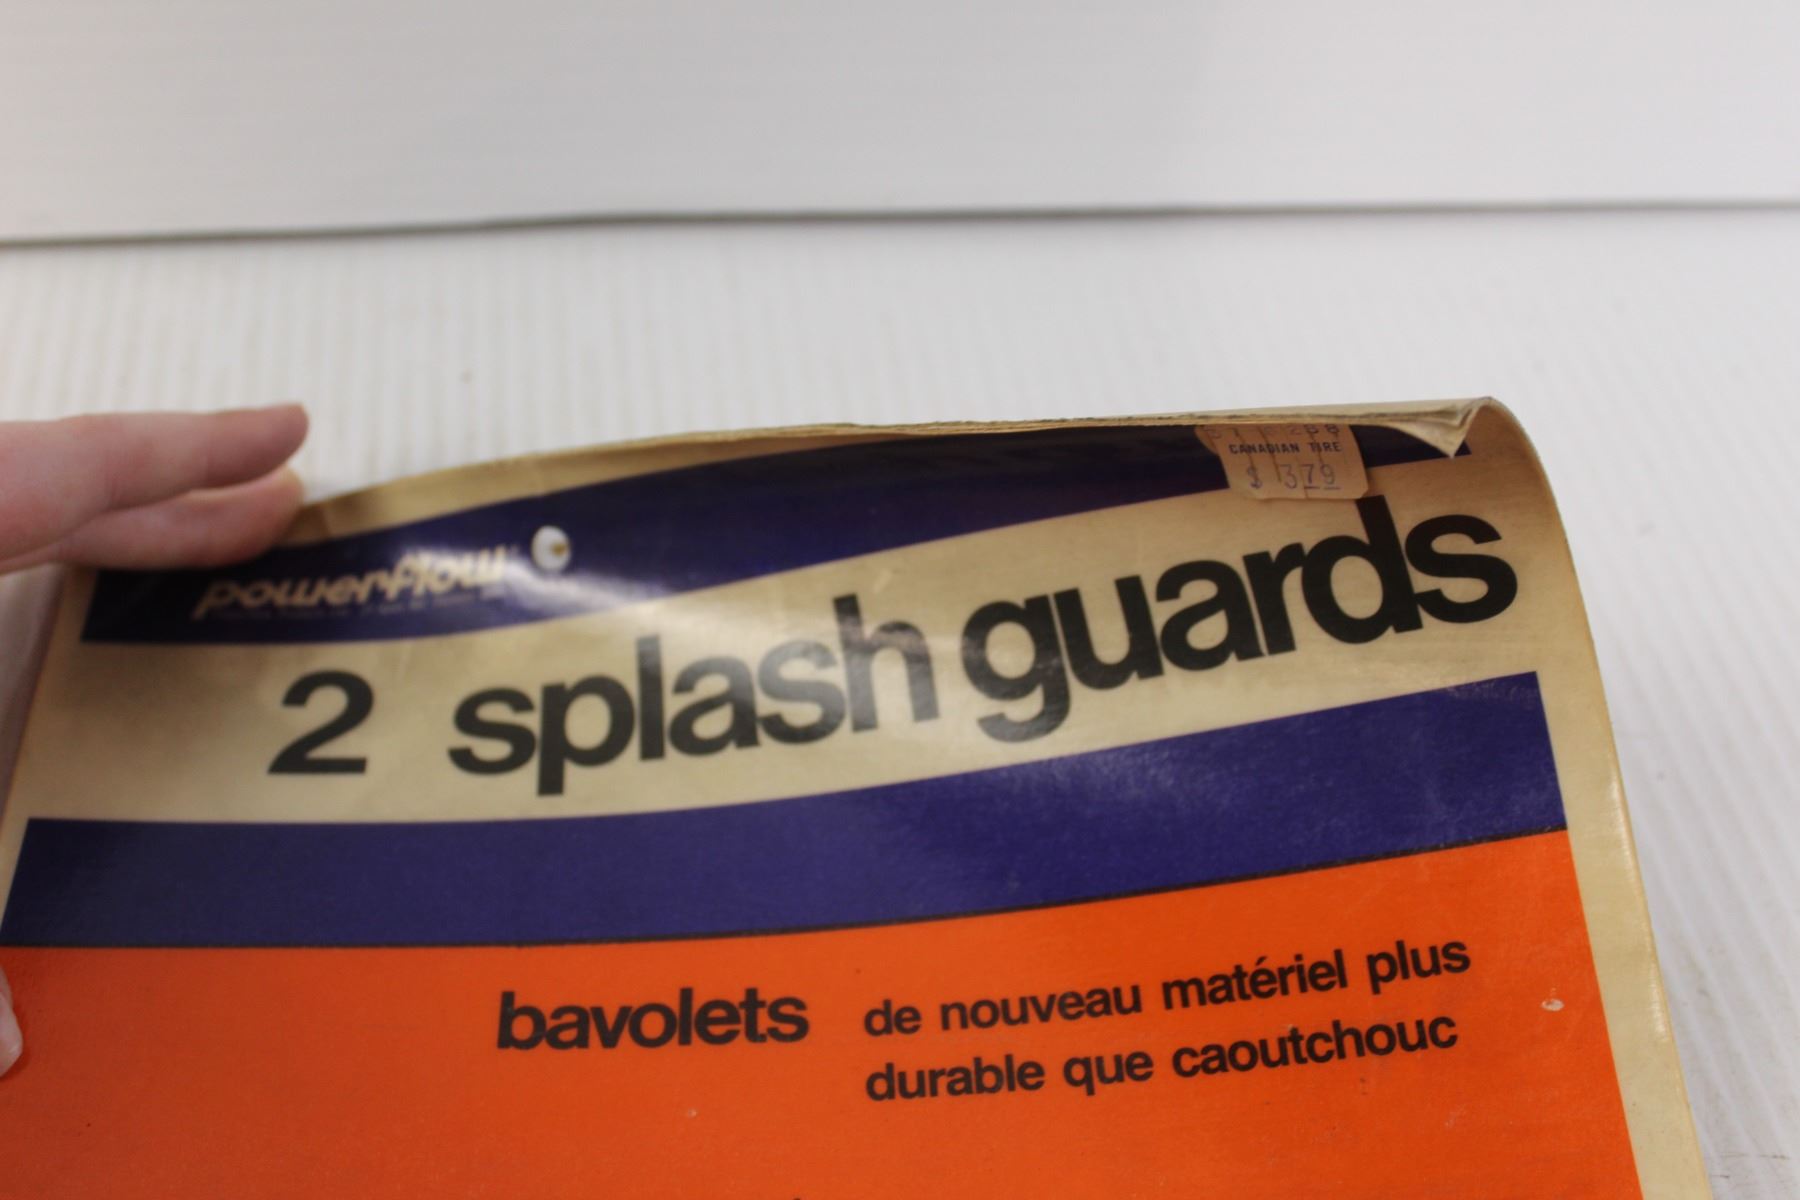 CANADIAN TIRE
$ 3.79
powerflow
2 splash guards
bavolets de nouveau matériel plus
durable que caoutchouc